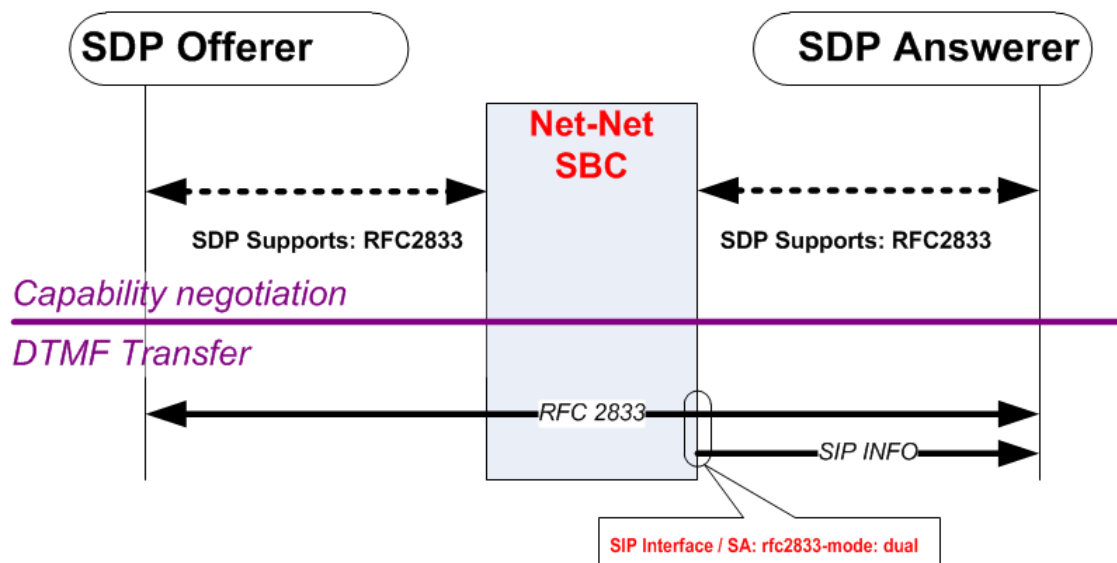 SDP Offerer
SDP Answerer
Net-Net
SBC
SDP Supports: RFC2833
SDP Supports: RFC2833
Capability negotiation
DTMF Transfer
RFC 2833
SIP INFO
SIP Interface / SA: rfc2833-mode: dual